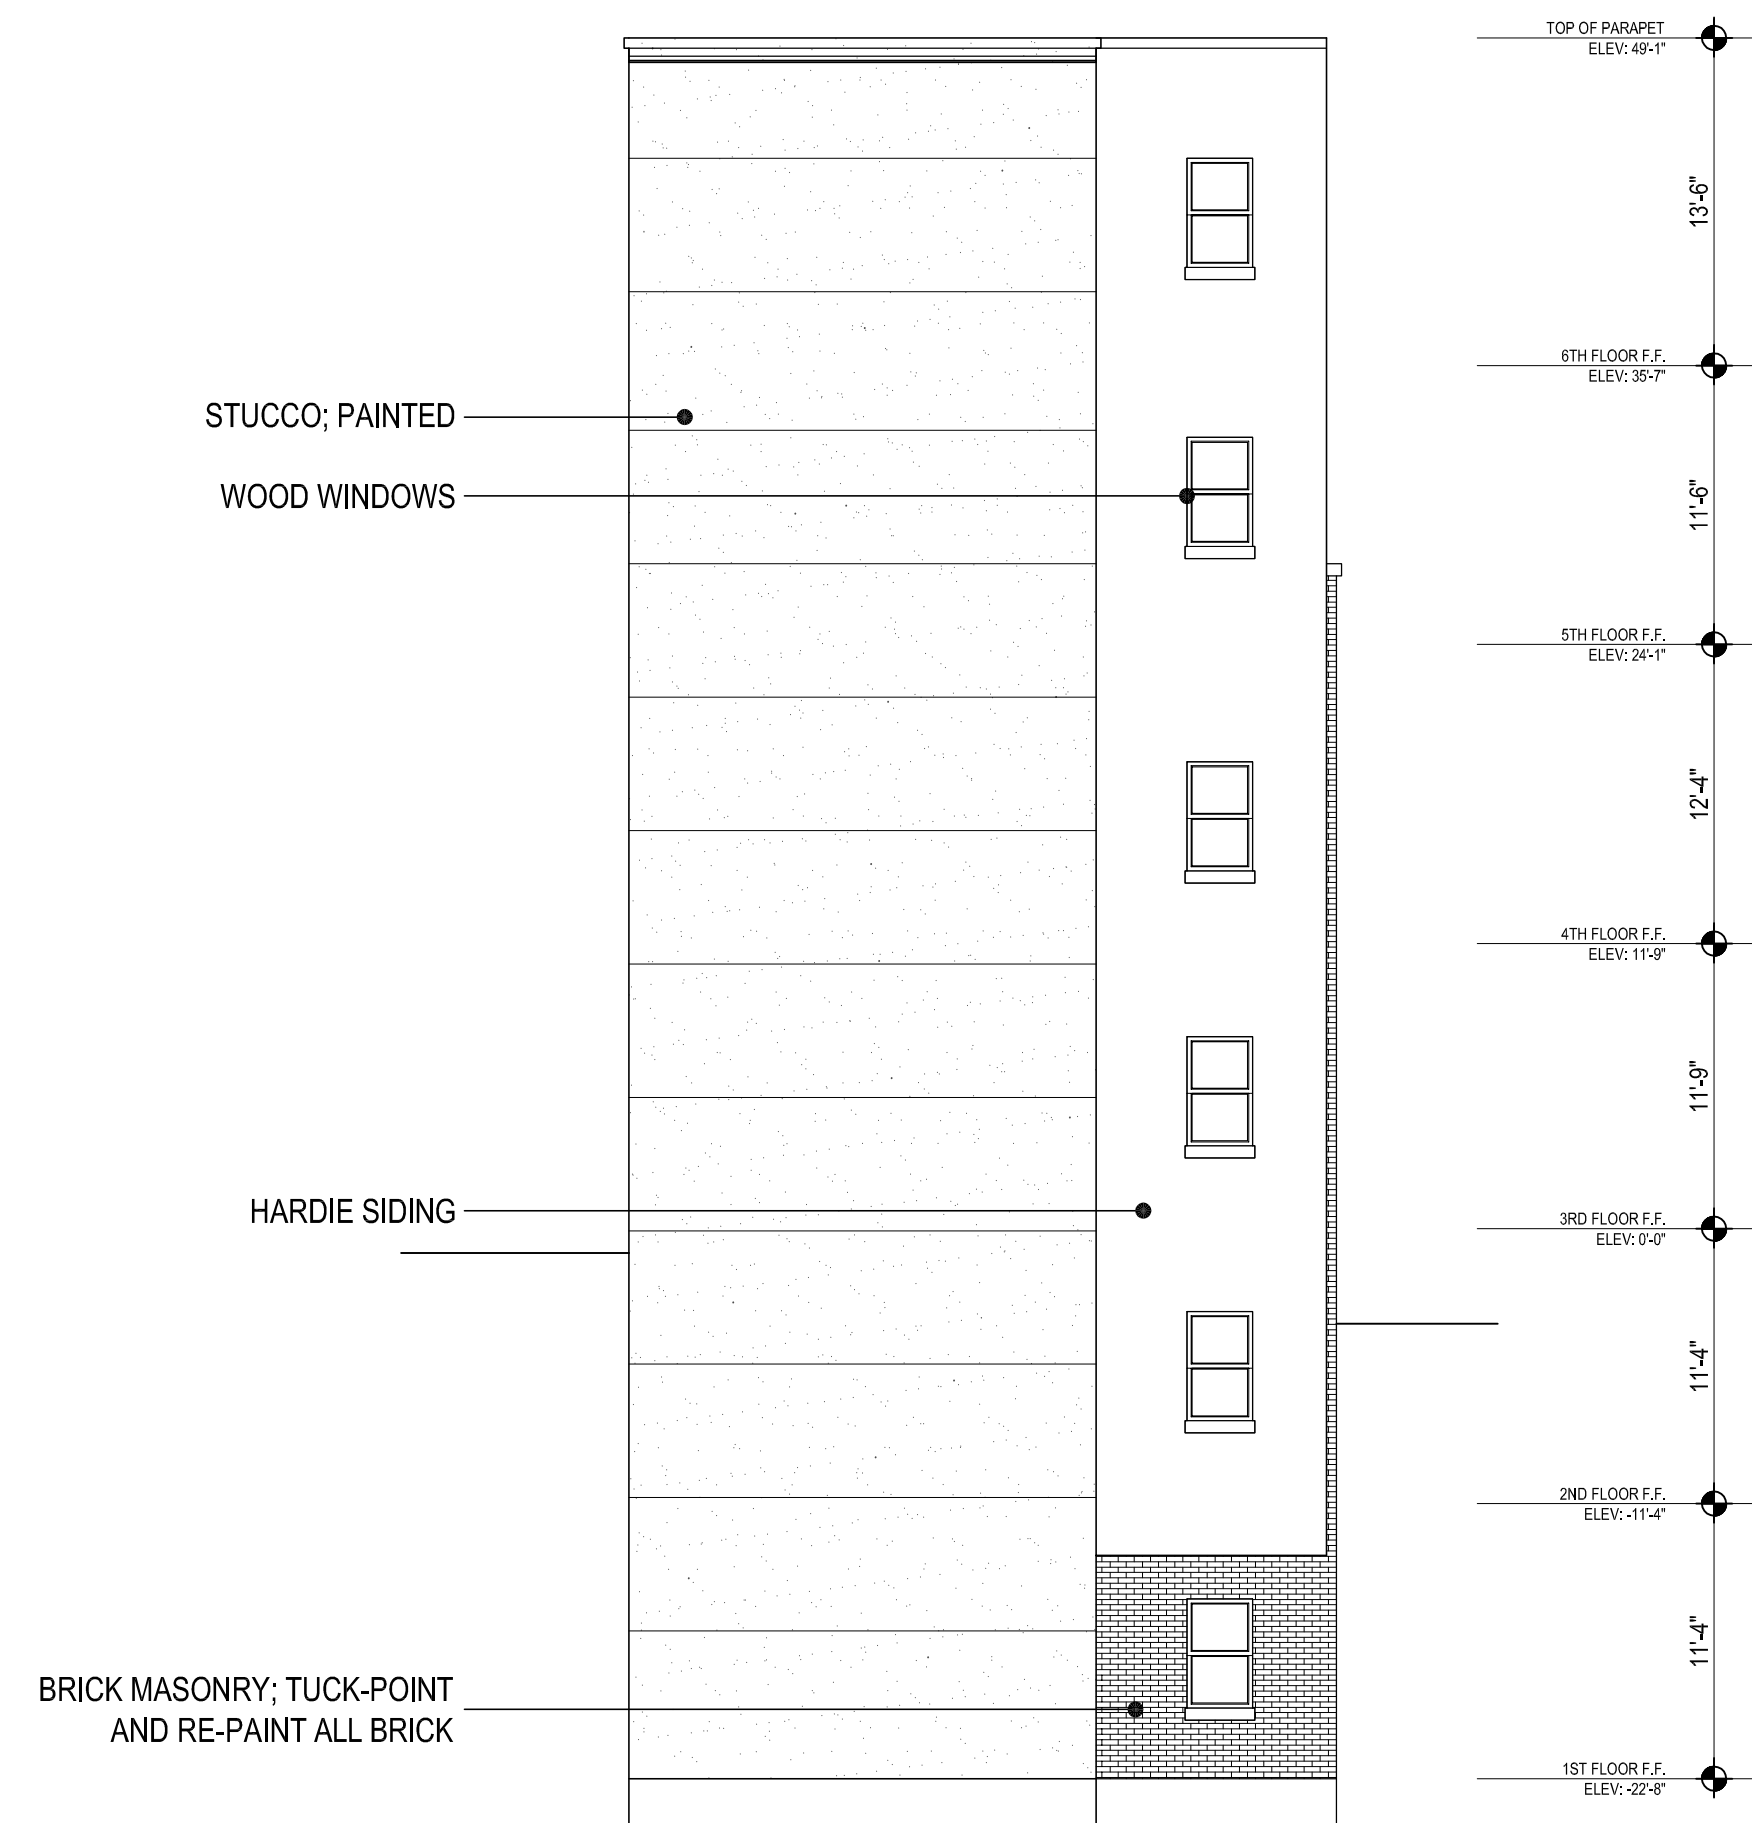 TOP OF PARAPET
ELEV: 49'-1"
13'-6"
6TH FLOOR F.F.
ELEV: 35'-7"
STUCCO; PAINTED
WOOD WINDOWS
11'-6"
5TH FLOOR F.F.
ELEV: 24'-1"
12'-4"
4TH FLOOR F.F.
ELEV: 11'-9"
11'-9"
HARDIE SIDING
3RD FLOOR F.F.
ELEV: 0'-0"
11'-4"
2ND FLOOR F.F.
ELEV: -11'-4"
11'-4"
BRICK MASONRY; TUCK-POINT
AND RE-PAINT ALL BRICK
1ST FLOOR F.F.
ELEV: -22'-8"